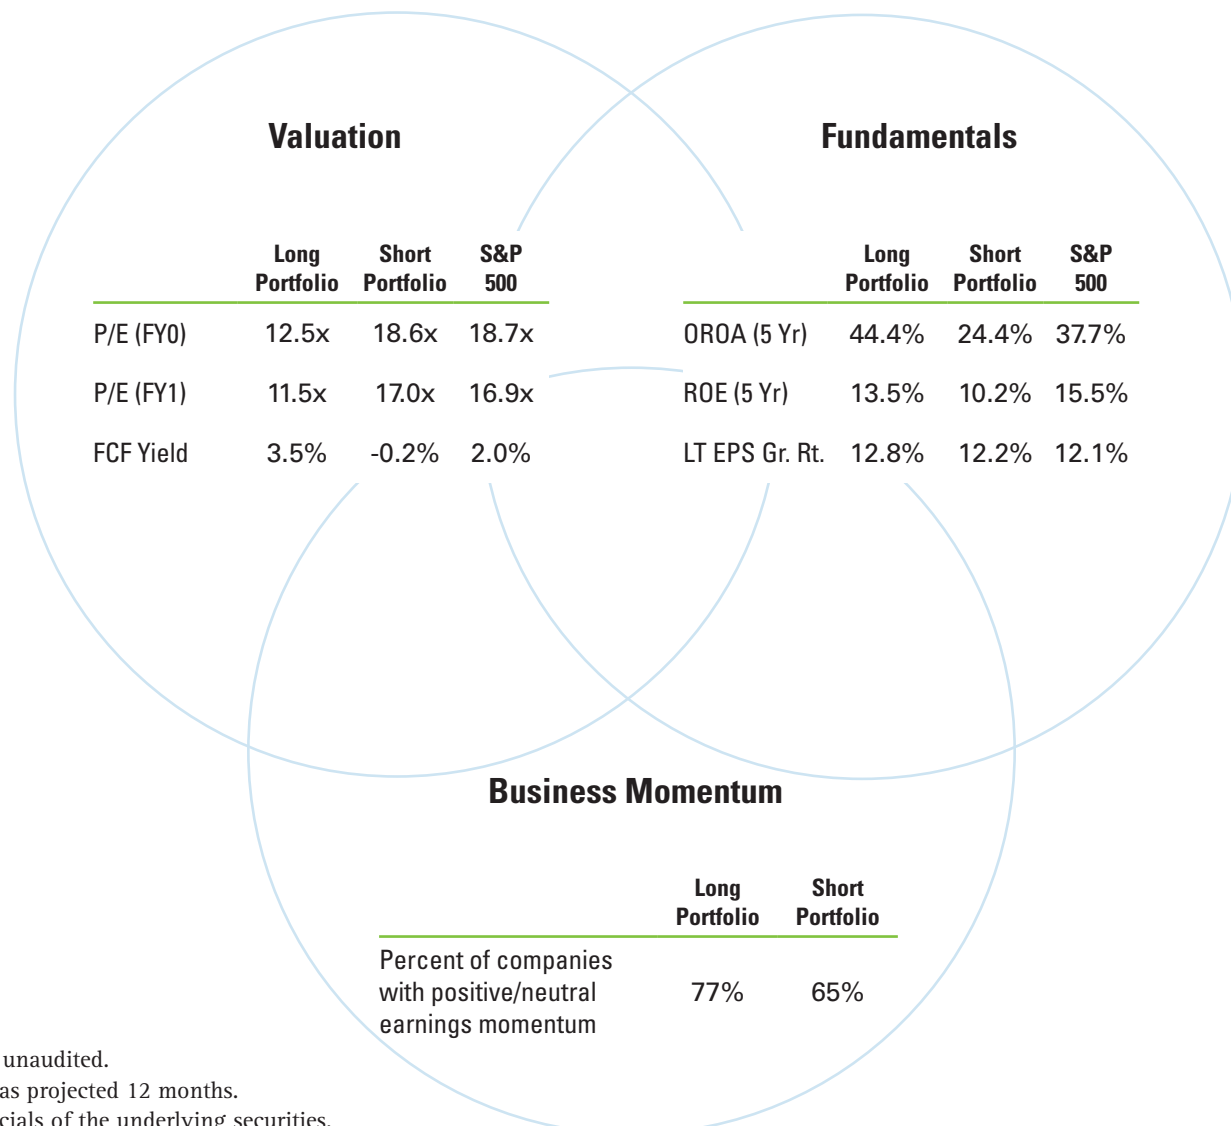 Valuation
Long Short S&P
Portfolio Portfolio 500
P/E (FY0) 12.5x 18.6x 18.7x
P/E (FY1) 11.5x 17.0x 16.9x
FCF Yield 3.5% -0.2% 2.0%
Fundamentals
Long Short S&P
Portfolio Portfolio 500
OROA (5 Yr) 44.4% 24.4% 37.7%
ROE (5 Yr) 13.5% 10.2% 15.5%
LT EPS Gr. Rt. 12.8% 12.2% 12.1%
Business Momentum
Long Short
Portfolio Portfolio
Percent of companies
with positive/neutral 77% 65%
earnings momentum
unaudited.
as projected 12 months.
of the underlying securities.